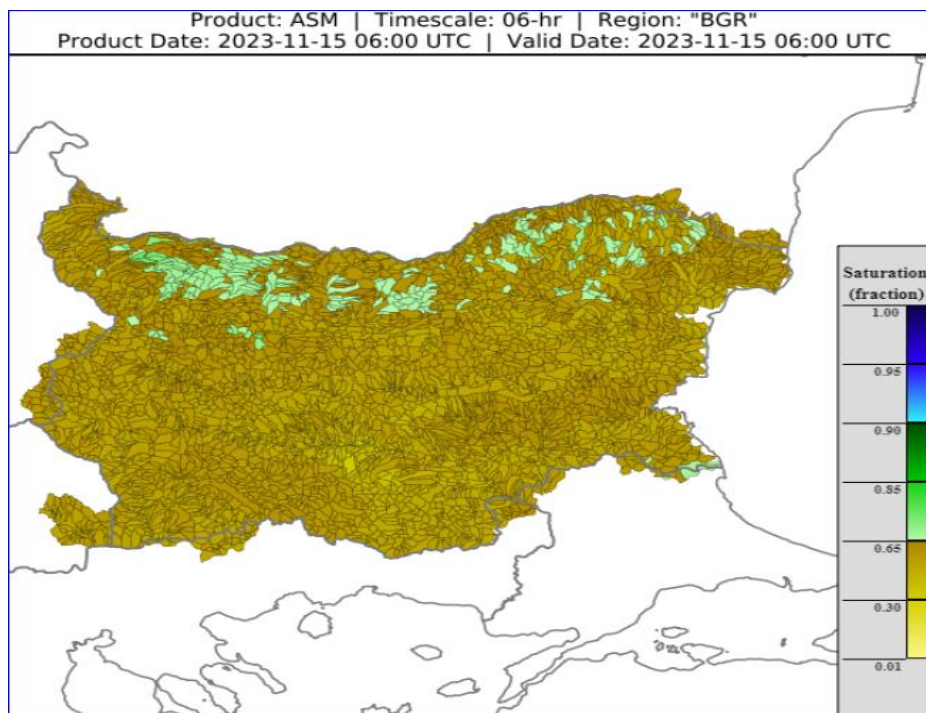 Product: ASM | Timescale: 06-hr | Region: "BGR"
Product Date: 2023-11-15 06:00 UTC | Valid Date: 2023-11-15 06:00 UTC
Saturation
(fraction)
1.00
0.95
0.90
0.85
0.65
0.30
0.01